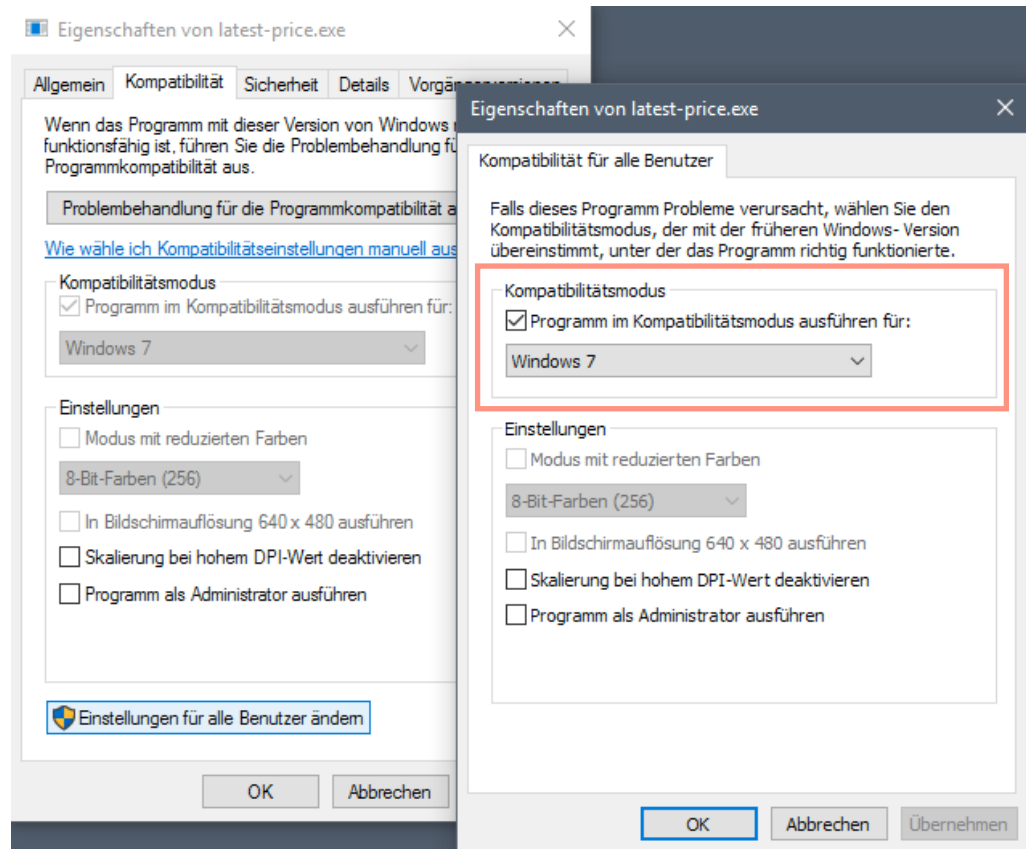 Eigenschaften von latest-price.exe
Allgemein Kompatibilität Sicherheit Details
Wenn das Programm mit dieser Version von Windows
funktionsfähig ist, führen Sie die Problembehandlung
Programmkompatibilität aus.
Problembehandlung für die Programmkompatibilität
Wie wähle ich Kompatibilitätseinstellungen manuell aus
Kompatibilitätsmodus
Programm im Kompatibilitätsmodus ausführen für:
Windows 7
Einstellungen
Modus mit reduzierten Farben
8-Bit-Farben (256)
In Bildschirmauflösung 640 x 480 ausführen
Skalierung bei hohem DPI-Wert deaktivieren
Programm als Administrator ausführen
Einstellungen für alle Benutzer ändern
OK Abbrechen
Eigenschaften von latest-price.exe
Kompatibilität für alle Benutzer
Falls dieses Programm Probleme verursacht, wählen Sie den
Kompatibilitätsmodus, der mit der früheren Windows- Version
übereinstimmt, unter der das Programm richtig funktionierte.
Kompatibilitätsmodus
Programm im Kompatibilitätsmodus ausführen für:
Windows 7
Einstellungen
Modus mit reduzierten Farben
8-Bit-Farben (256)
In Bildschirmauflösung 640 x 480 ausführen
Skalierung bei hohem DPI-Wert deaktivieren
Programm als Administrator ausführen
OK Abbrechen Übernehmen